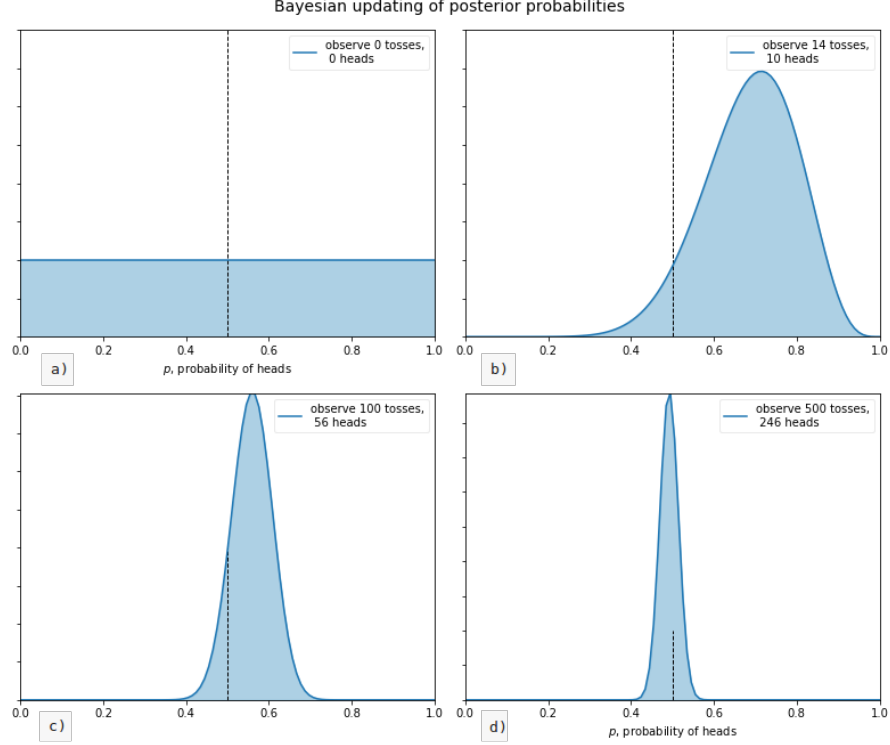 Bayesian updating of posterior probabilities
observe 0 tosses,
0 heads
0.0 0.2 0.4 0.6 0.8 1.0
a)
p, probability of heads
observe 14 tosses,
10 heads
0.0 0.2 0.4 0.6 0.8 1.0
b)
observe 100 tosses,
56 heads
0.0 0.2 0.4 0.6 0.8 1.0
c)
observe 500 tosses,
246 heads
0.0 0.2 0.4 0.6 0.8 1.0
d)
p, probability of heads